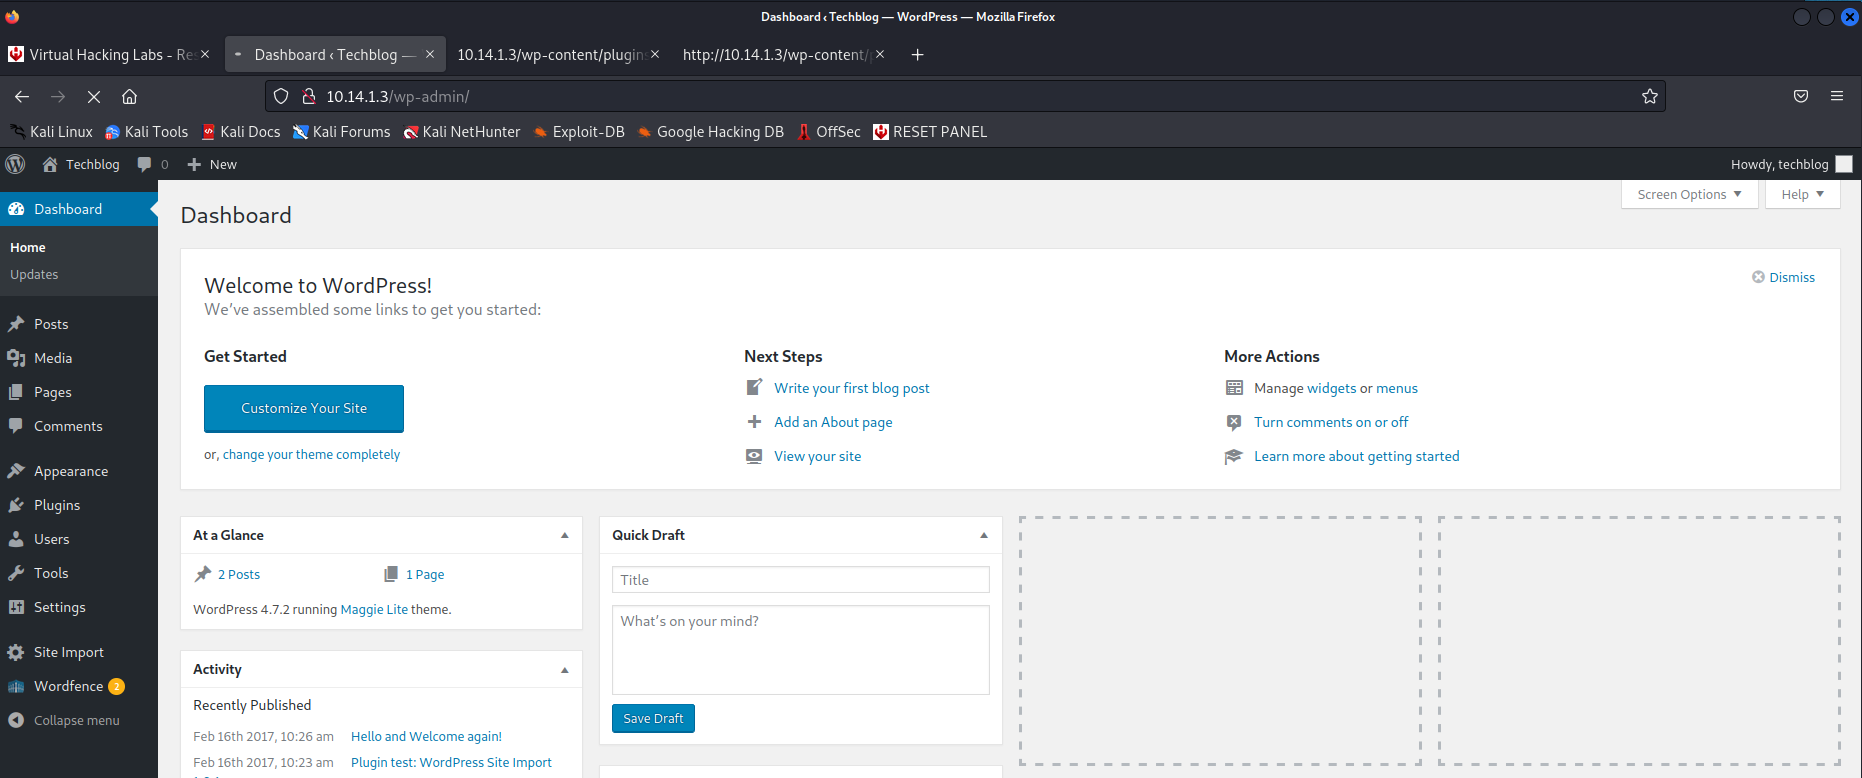 Dashboard ‹ Techblog — WordPress — Mozilla Firefox
Virtual Hacking Labs - Res
Dashboard ‹ Techblog —
10.14.1.3/wp-content/plugins
http://10.14.1.3/wp-content/p
10.14.1.3/wp-admin/
Kali Linux Kali Tools Kali Docs Kali Forums Kali NetHunter Exploit-DB Google Hacking DB OffSec RESET PANEL
Techblog 0 New Howdy, techblog
Screen Options Help
Dashboard
Home
Updates
Posts
Media
Pages
Comments
Appearance
Plugins
Users
Tools
Settings
Site Import
Wordfence 2
Collapse menu
Dashboard
Welcome to WordPress!
We've assembled some links to get you started:
Dismiss
Get Started
Customize Your Site
or, change your theme completely
Next Steps
Write your first blog post
Add an About page
View your site
More Actions
Manage widgets or menus
Turn comments on or off
Learn more about getting started
At a Glance
2 Posts 1 Page
WordPress 4.7.2 running Maggie Lite theme.
Activity
Recently Published
Feb 16th 2017, 10:26 am Hello and Welcome again!
Feb 16th 2017, 10:23 am Plugin test: WordPress Site Import
Quick Draft
Title
What's on your mind?
Save Draft